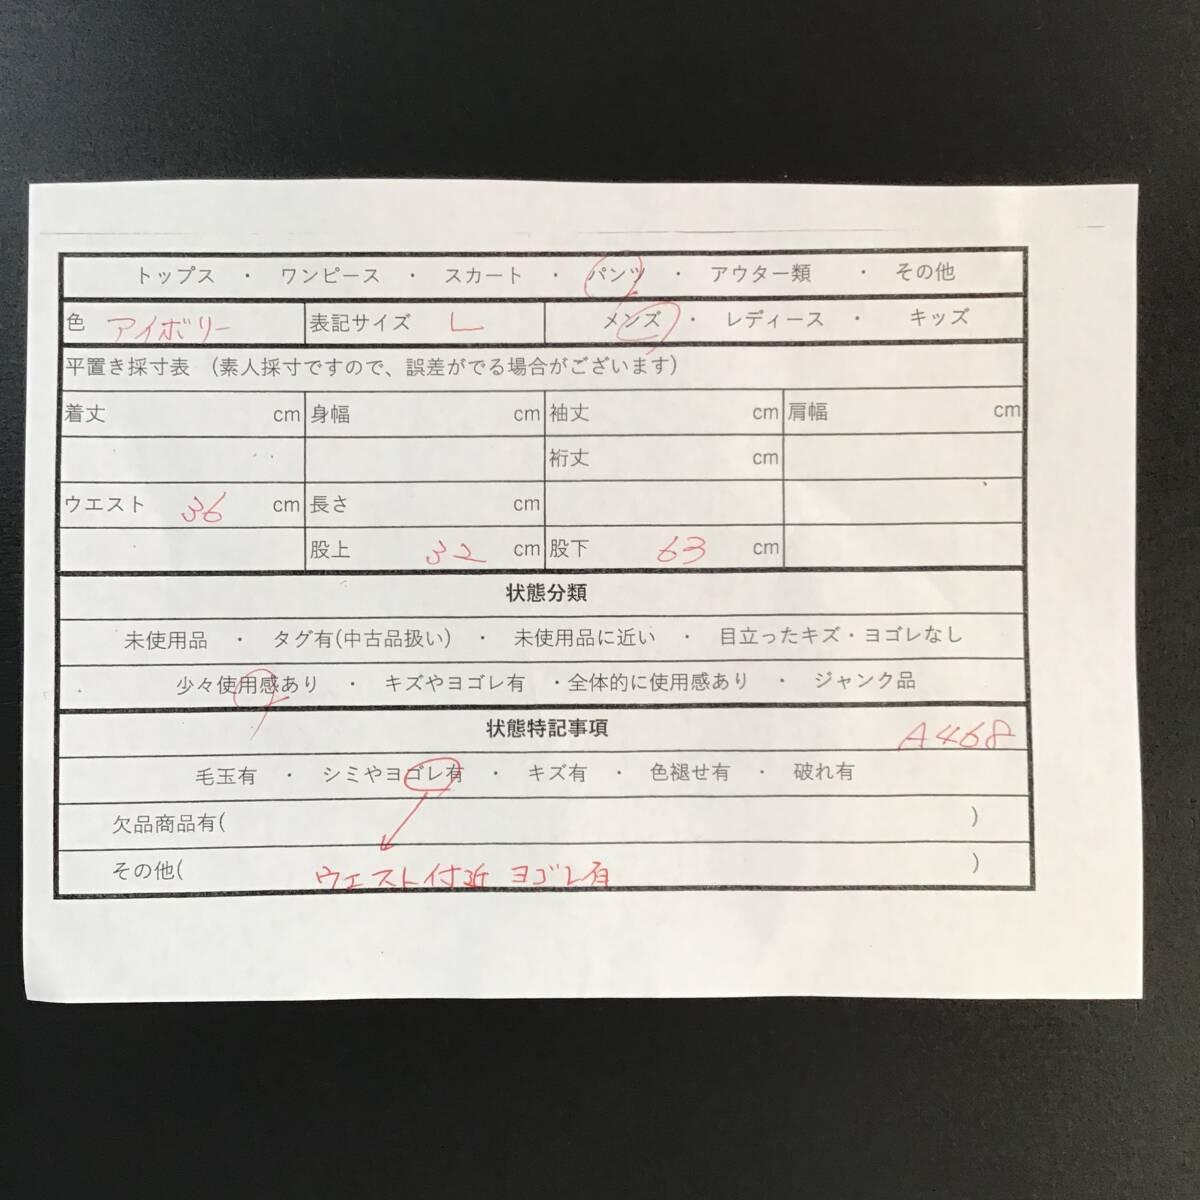 トップス ・ ワンピース ・ スカート ・ パンツ ・ アウター類 ・ その他
色 アイボリー 表記サイズ L メンズ ・ レディース ・ キッズ
平置き採寸表 (素人採寸ですので、誤差がでる場合がございます)
着丈 cm 身幅 cm 袖丈 cm 肩幅 cm
裄丈 cm
ウエスト 36 cm 長さ cm
股上 32 cm 股下 63 cm
状態分類
未使用品 ・ タグ有(中古品扱い) ・ 未使用品に近い ・ 目立ったキズ・ヨゴレなし
少々使用感あり ・ キズやヨゴレ有 ・全体的に使用感あり ・ ジャンク品
状態特記事項 A468
毛玉有 ・ シミやヨゴレ有 ・ キズ有 ・ 色褪せ有 ・ 破れ有
欠品商品有( )
その他( ウエスト付近 ヨゴレ有 )